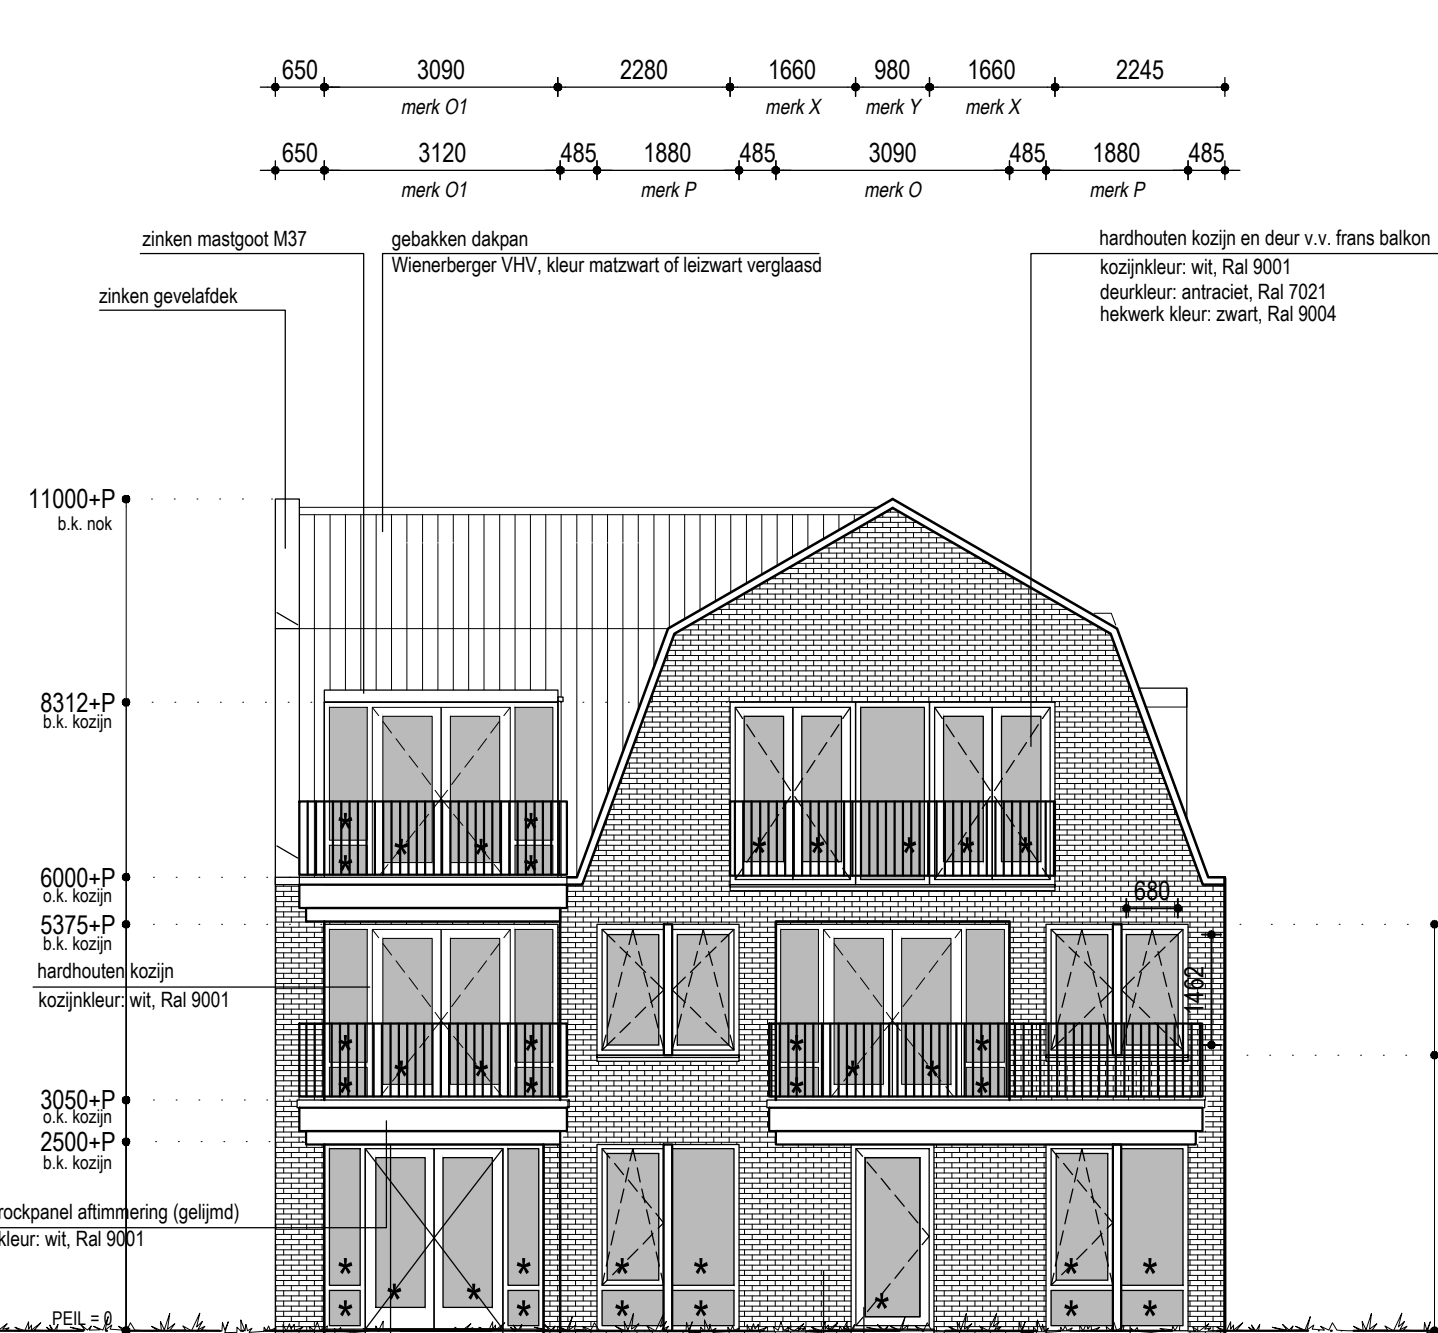 650 3090 2280 1660 980 1660 2245
merk O1 merk X merk Y merk X
650 3120 485 1880 485 3090 485 1880 485
merk O1 merk P merk O merk P
zinken mastgoot M37
gebakken dakpan
Wienerberger VHV, kleur matzwart of leizwart verglaasd
hardhouten kozijn en deur v.v. frans balkon
kozijnkleur: wit, Ral 9001
deurkleur: antraciet, Ral 7021
hekwerk kleur: zwart, Ral 9004
zinken gevelafdek
11000+P
b.k. nok
8312+P
b.k. kozijn
6000+P
o.k. kozijn
680
5375+P
b.k. kozijn
hardhouten kozijn
kozijnkleur: wit, Ral 9001
1462
3050+P
o.k. kozijn
2500+P
b.k. kozijn
rockpanel aftimmering (gelijmd)
kleur: wit, Ral 9001
PEIL = 0